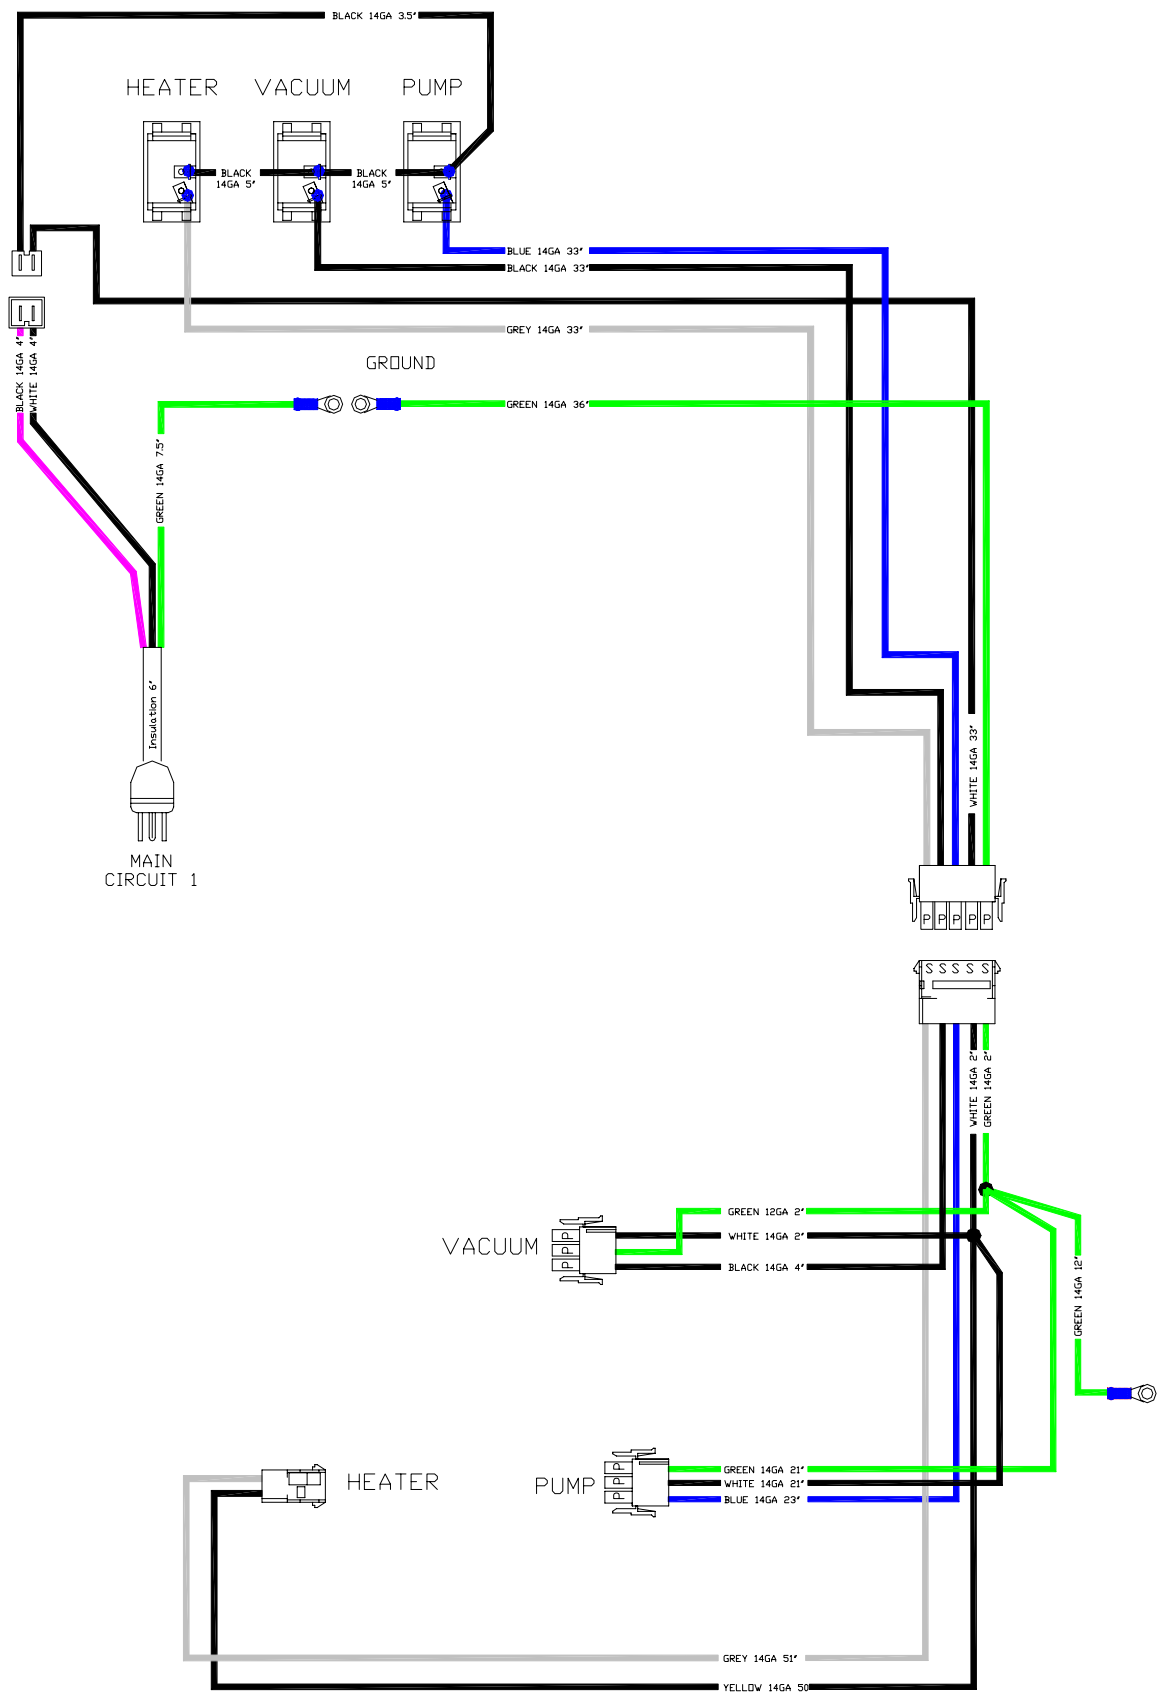 BLACK 14GA 3.5"
HEATER
VACUUM
PUMP
BLACK
14GA 5"
BLACK
14GA 5"
BLUE 14GA 33"
BLACK 14GA 33"
GREY 14GA 33"
GROUND
GREEN 14GA 36"
BLACK 14GA 4"
WHITE 14GA 4"
GREEN 14GA 7.5"
Insulation 6"
MAIN
CIRCUIT 1
WHITE 14GA 33"
P P P P P
S S S S S
WHITE 14GA 2"
GREEN 14GA 2"
GREEN 12GA 2"
WHITE 14GA 2"
BLACK 14GA 4"
VACUUM
P
P
P
GREEN 14GA 12"
HEATER
PUMP
P
P
P
GREEN 14GA 21"
WHITE 14GA 21"
BLUE 14GA 23"
GREY 14GA 51"
YELLOW 14GA 50